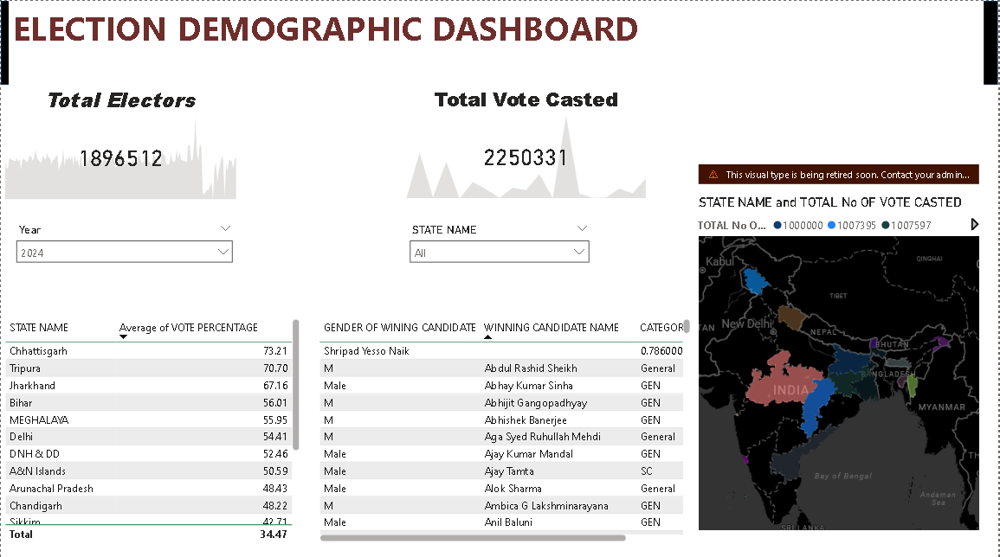 ELECTION DEMOGRAPHIC DASHBOARD
Total Electors
1896512
Total Vote Casted
2250331
Year
2024
STATE NAME
All
This visual type is being retired soon. Contact your admin...
STATE NAME and TOTAL No OF VOTE CASTED
TOTAL No O... 1000000 1007395 1007597
Kabul
QINGHAI
TIBET
TAN
New Delhi
NEPAL
BHUTAN
BANGLADESH
INDIA
MYANMAR
Bay of Bengal
TH
Andaman
Sea
SRI LANKA
STATE NAME Average of VOTE PERCENTAGE
Chhattisgarh 73.21
Tripura 70.70
Jharkhand 67.16
Bihar 56.01
MEGHALAYA 55.95
Delhi 54.41
DNH & DD 52.46
A&N Islands 50.59
Arunachal Pradesh 48.43
Chandigarh 48.22
Sikkim 42.71
Total 34.47
GENDER OF WINING CANDIDATE WINNING CANDIDATE NAME CATEGOR
Shripad Yesso Naik 0.786000
M Abdul Rashid Sheikh General
Male Abhay Kumar Sinha GEN
M Abhijit Gangopadhyay GEN
M Abhishek Banerjee GEN
M Aga Syed Ruhullah Mehdi General
Male Ajay Kumar Mandal GEN
Male Ajay Tamta SC
Male Alok Sharma General
M Ambica G Lakshminarayana GEN
Male Anil Baluni GEN